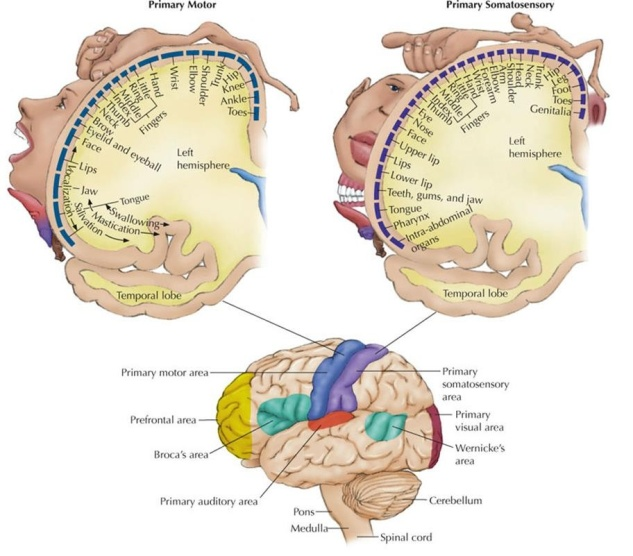 Primary Motor
Toes
Ankle
Knee
Hip
Trunk
Shoulder
Elbow
Wrist
Hand
Little
Ring
Middle
Index
Thumb
Fingers
Neck
Brow
Eyelid and eyeball
Face
Lips
Vocalization
Jaw
Tongue
Swallowing
Mastication
Salivation
Left
hemisphere
Temporal lobe
Primary Somatosensory
Genitalia
Toes
Foot
Leg
Hip
Trunk
Neck
Head
Shoulder
Arm
Elbow
Forearm
Wrist
Hand
Little
Ring
Middle
Index
Thumb
Fingers
Eye
Nose
Face
Upper lip
Lips
Lower lip
Teeth, gums, and jaw
Tongue
Pharynx
Intra-abdominal
organs
Left
hemisphere
Temporal lobe
Primary motor area
Prefrontal area
Broca's area
Primary auditory area
Pons
Medulla
Primary
somatosensory
area
Primary
visual area
Wernicke's
area
Cerebellum
Spinal cord